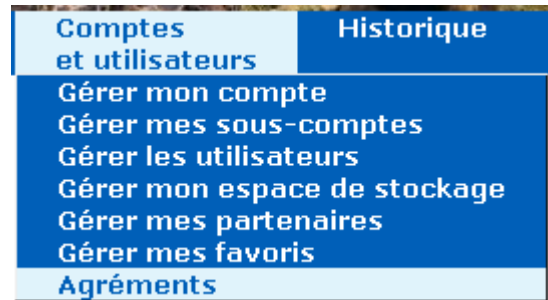 Comptes
et utilisateurs
Historique
Gérer mon compte
Gérer mes sous-comptes
Gérer les utilisateurs
Gérer mon espace de stockage
Gérer mes partenaires
Gérer mes favoris
Agréments